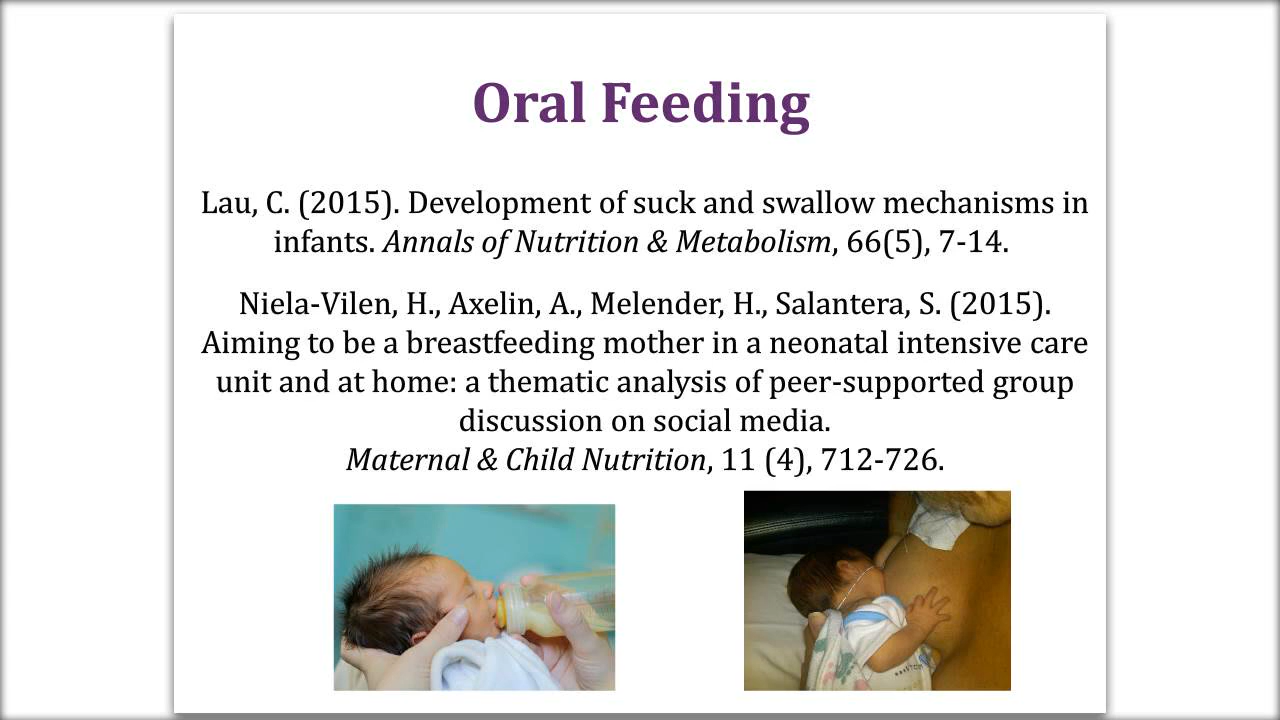 Oral Feeding
Lau, C. (2015). Development of suck and swallow mechanisms in
infants. Annals of Nutrition & Metabolism, 66(5), 7-14.
Niela-Vilen, H., Axelin, A., Melender, H., Salantera, S. (2015).
Aiming to be a breastfeeding mother in a neonatal intensive care
unit and at home: a thematic analysis of peer-supported group
discussion on social media.
Maternal & Child Nutrition, 11 (4), 712-726.